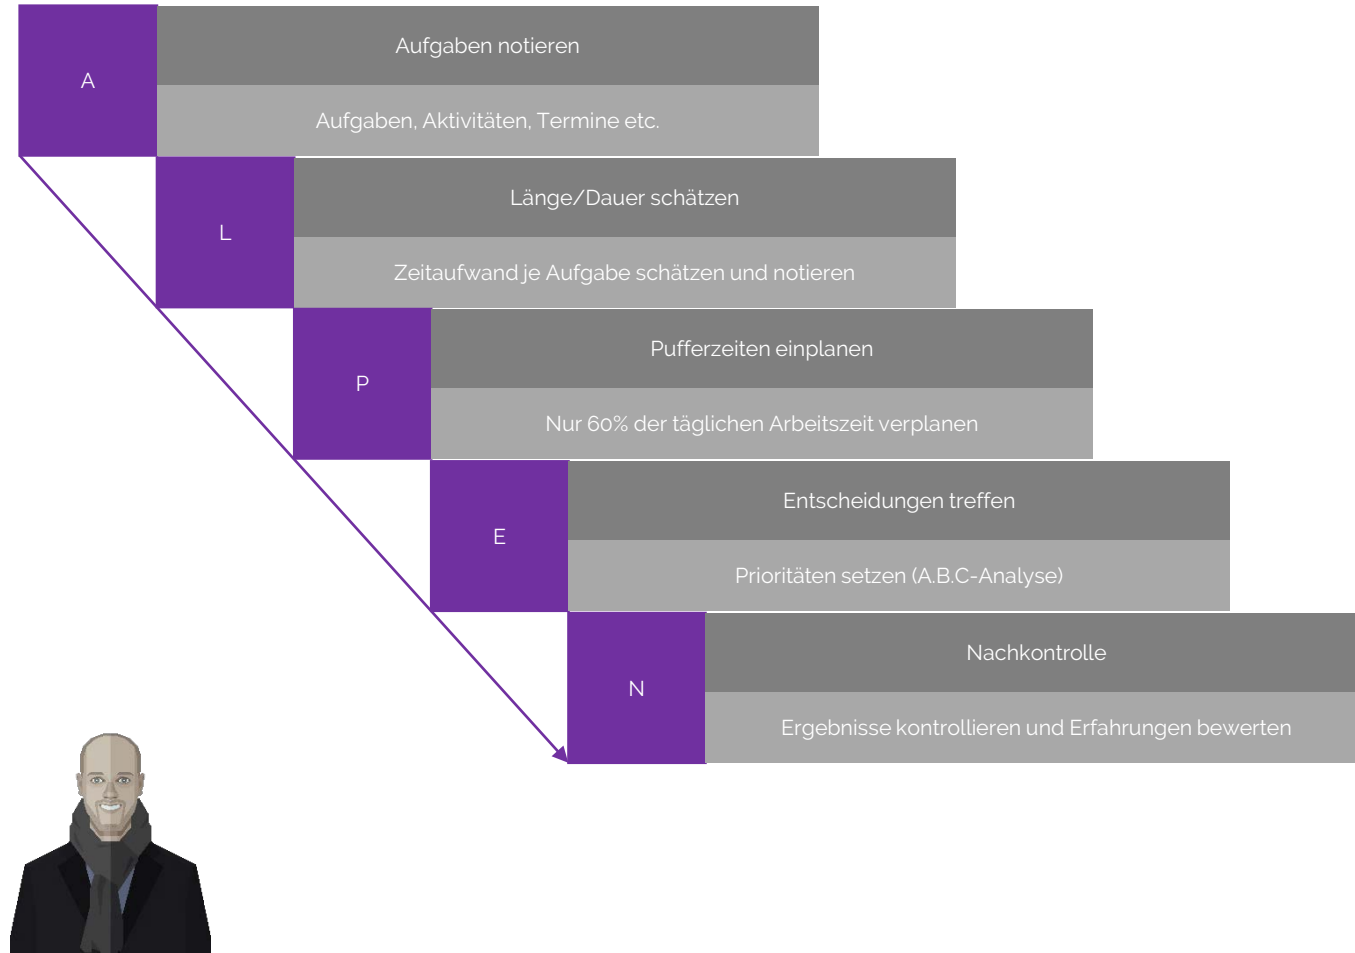 A
Aufgaben notieren
Aufgaben, Aktivitäten, Termine etc.
L
Länge/Dauer schätzen
Zeitaufwand je Aufgabe schätzen und notieren
P
Pufferzeiten einplanen
Nur 60% der täglichen Arbeitszeit verplanen
E
Entscheidungen treffen
Prioritäten setzen (A.B.C-Analyse)
N
Nachkontrolle
Ergebnisse kontrollieren und Erfahrungen bewerten